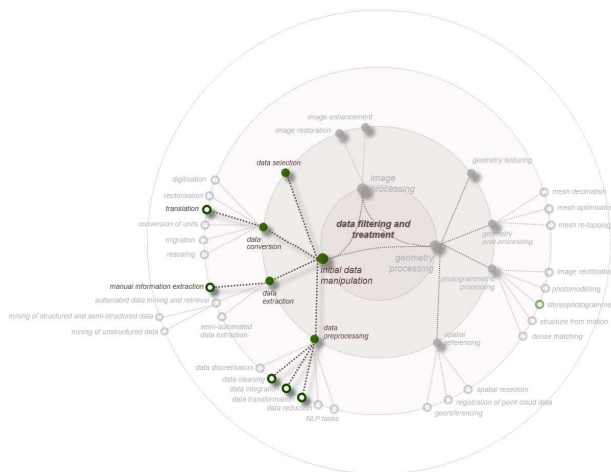 image enhancement
image restoration
data selection
geometry texturing
digitisation
vectorisation
translation
conversion of units
migration
rescaling
data
conversion
image
processing
data filtering and
treatment
mesh decimation
mesh optimisatio
mesh re-topolog
geometry
post-processing
geometry
processing
initial data
manipulation
manual information extraction
automated data mining and retrieval
mining of structured and semi-structured data
mining of unstructured data
semi-automated
data extraction
data
extraction
photogrammetric
processing
image rectification
photomodelling
stereophotogramme
structure from motion
dense matching
data
preprocessing
spatial
referencing
data discretisation
data cleaning
data integration
data transformation
data reduction
NLP tasks
spatial resection
registration of point cloud data
georeferencing